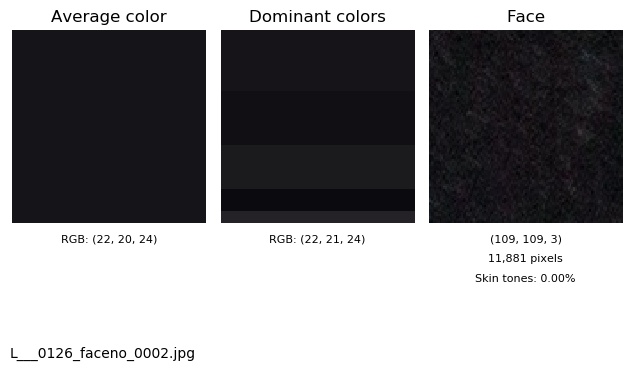 Average color
Dominant colors
Face
RGB: (22, 20, 24)
RGB: (22, 21, 24)
(109, 109, 3)
11,881 pixels
Skin tones: 0.00%
L___0126_faceno_0002.jpg